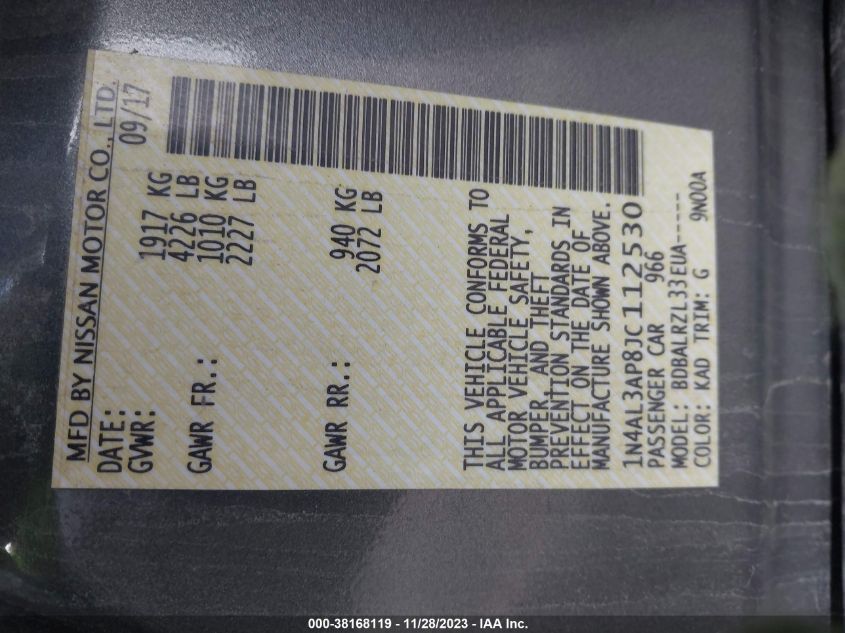 MFD BY NISSAN MOTOR CO., LTD.
DATE: 09/17
GVWR: 1917 KG
4226 LB
GAWR FR.: 1010 KG
2227 LB
GAWR RR.: 940 KG
2072 LB
THIS VEHICLE CONFORMS TO
ALL APPLICABLE FEDERAL
MOTOR VEHICLE SAFETY,
BUMPER, AND THEFT
PREVENTION STANDARDS IN
EFFECT ON THE DATE OF
MANUFACTURE SHOWN ABOVE.
1N4AL3AP8JC112530
PASSENGER CAR 966
MODEL: BDBALRZL33EUA-----
COLOR: KAD TRIM: G 9N00A
000-38168119 - 11/28/2023 - IAA Inc.